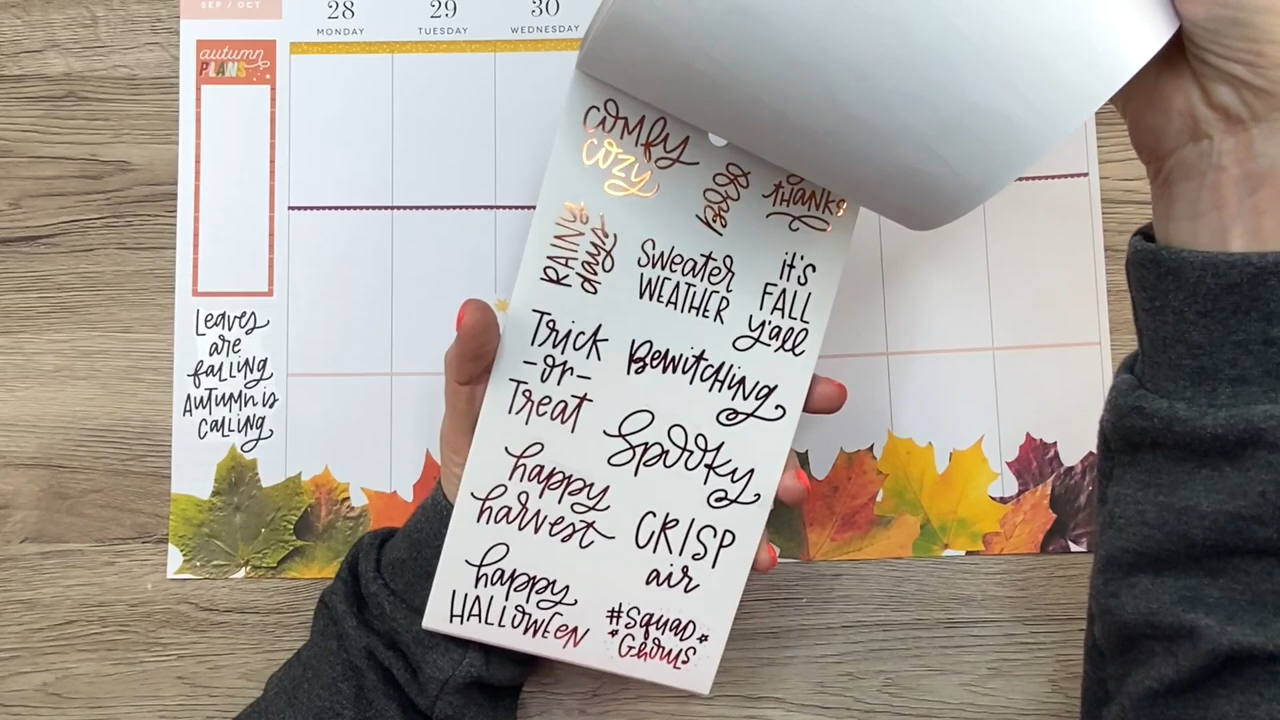 SEP / OCT
28
29
30
MONDAY
TUESDAY
WEDNESDAY
autumn
PLANS
Leaves
are
falling
Autumn is
calling
comfy
cozy
Boo
THANKS
RAINY
days
Sweater
WEATHER
it's
FALL
y'all
Trick
-or-
Treat
Bewitching
Spooky
happy
harvest
CRISP
air
happy
HALLOWEEN
#Squad
Ghouls